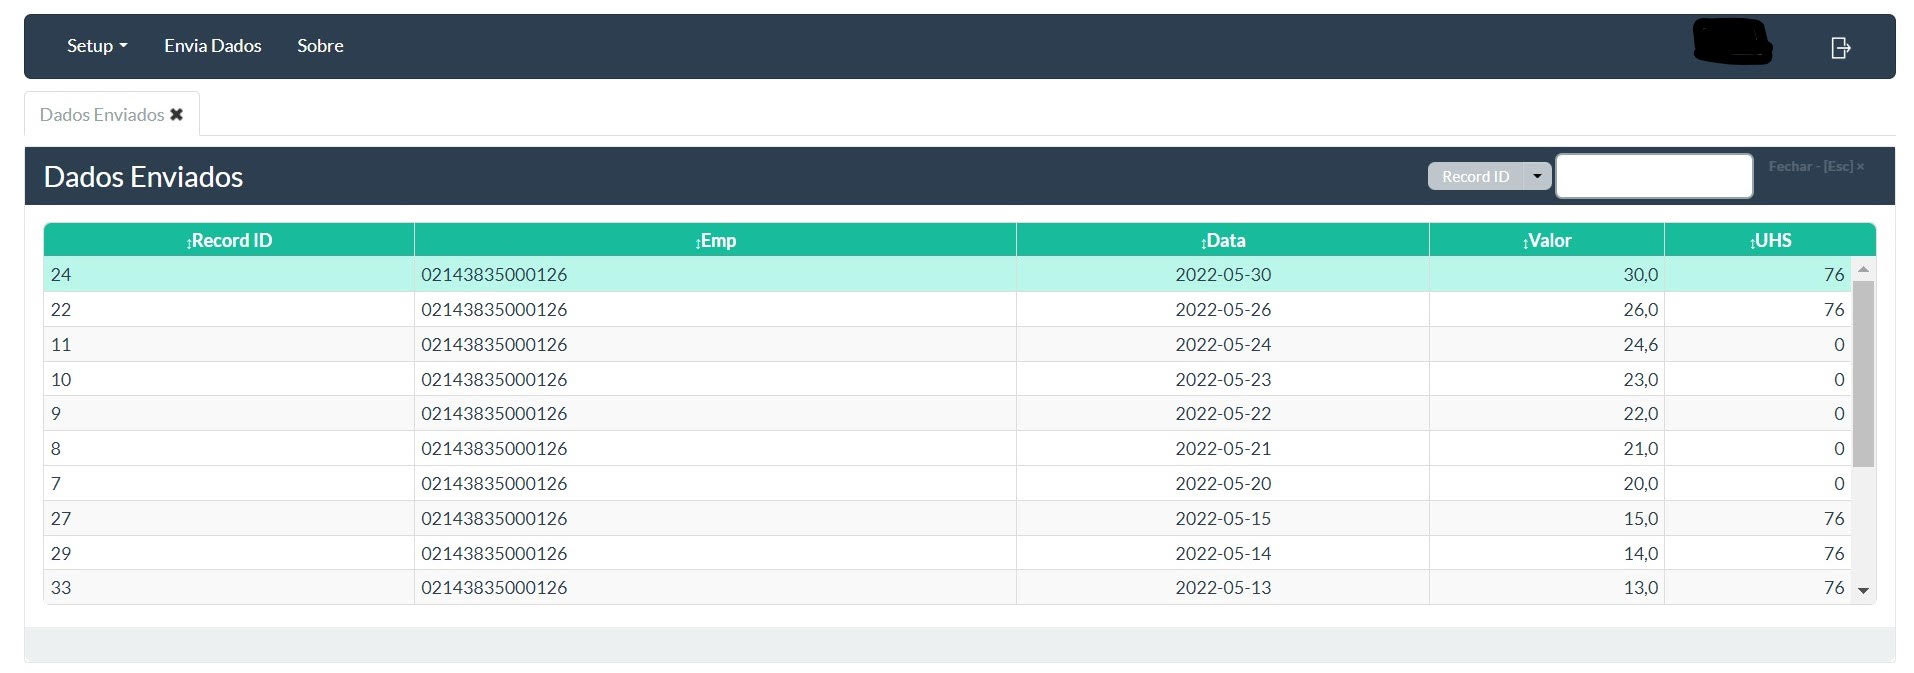 Setup Envia Dados Sobre
Dados Enviados ✖
Dados Enviados Record ID Fechar - [Esc] ×
↕Record ID ↕Emp ↕Data ↕Valor ↕UHS
24 02143835000126 2022-05-30 30,0 76
22 02143835000126 2022-05-26 26,0 76
11 02143835000126 2022-05-24 24,6 0
10 02143835000126 2022-05-23 23,0 0
9 02143835000126 2022-05-22 22,0 0
8 02143835000126 2022-05-21 21,0 0
7 02143835000126 2022-05-20 20,0 0
27 02143835000126 2022-05-15 15,0 76
29 02143835000126 2022-05-14 14,0 76
33 02143835000126 2022-05-13 13,0 76